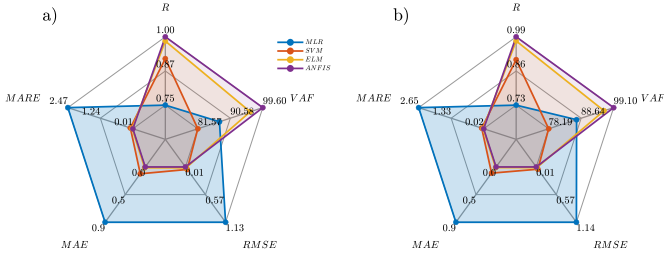 a)
R
1.00
0.87
0.75
MARE
2.47
1.24
0.01
81.57
90.58
99.60
VAF
0.0
0.5
0.9
MAE
0.01
0.57
1.13
RMSE
MLR
SVM
ELM
ANFIS
b)
R
0.99
0.86
0.73
MARE
2.65
1.33
0.02
78.19
88.64
99.10
VAF
0.0
0.5
0.9
MAE
0.01
0.57
1.14
RMSE